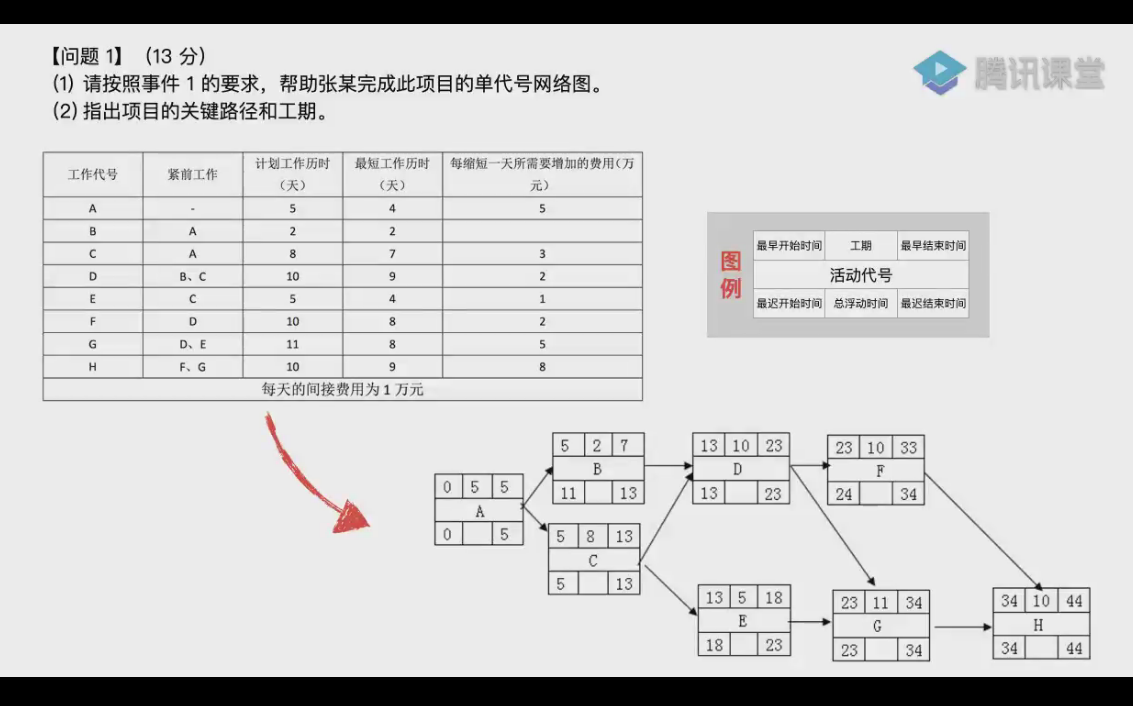 【问题 1】（13 分）
(1) 请按照事件 1 的要求，帮助张某完成此项目的单代号网络图。
(2) 指出项目的关键路径和工期。
腾讯课堂
工作代号 紧前工作 计划工作历时（天） 最短工作历时（天） 每缩短一天所需要增加的费用（万元）
A - 5 4 5
B A 2 2
C A 8 7 3
D B、C 10 9 2
E C 5 4 1
F D 10 8 2
G D、E 11 8 5
H F、G 10 9 8
每天的间接费用为 1 万元
图例
最早开始时间 工期 最早结束时间
活动代号
最迟开始时间 总浮动时间 最迟结束时间
0 5 5
A
0 5
5 2 7
B
11 13
5 8 13
C
5 13
13 10 23
D
13 23
13 5 18
E
18 23
23 10 33
F
24 34
23 11 34
G
23 34
34 10 44
H
34 44